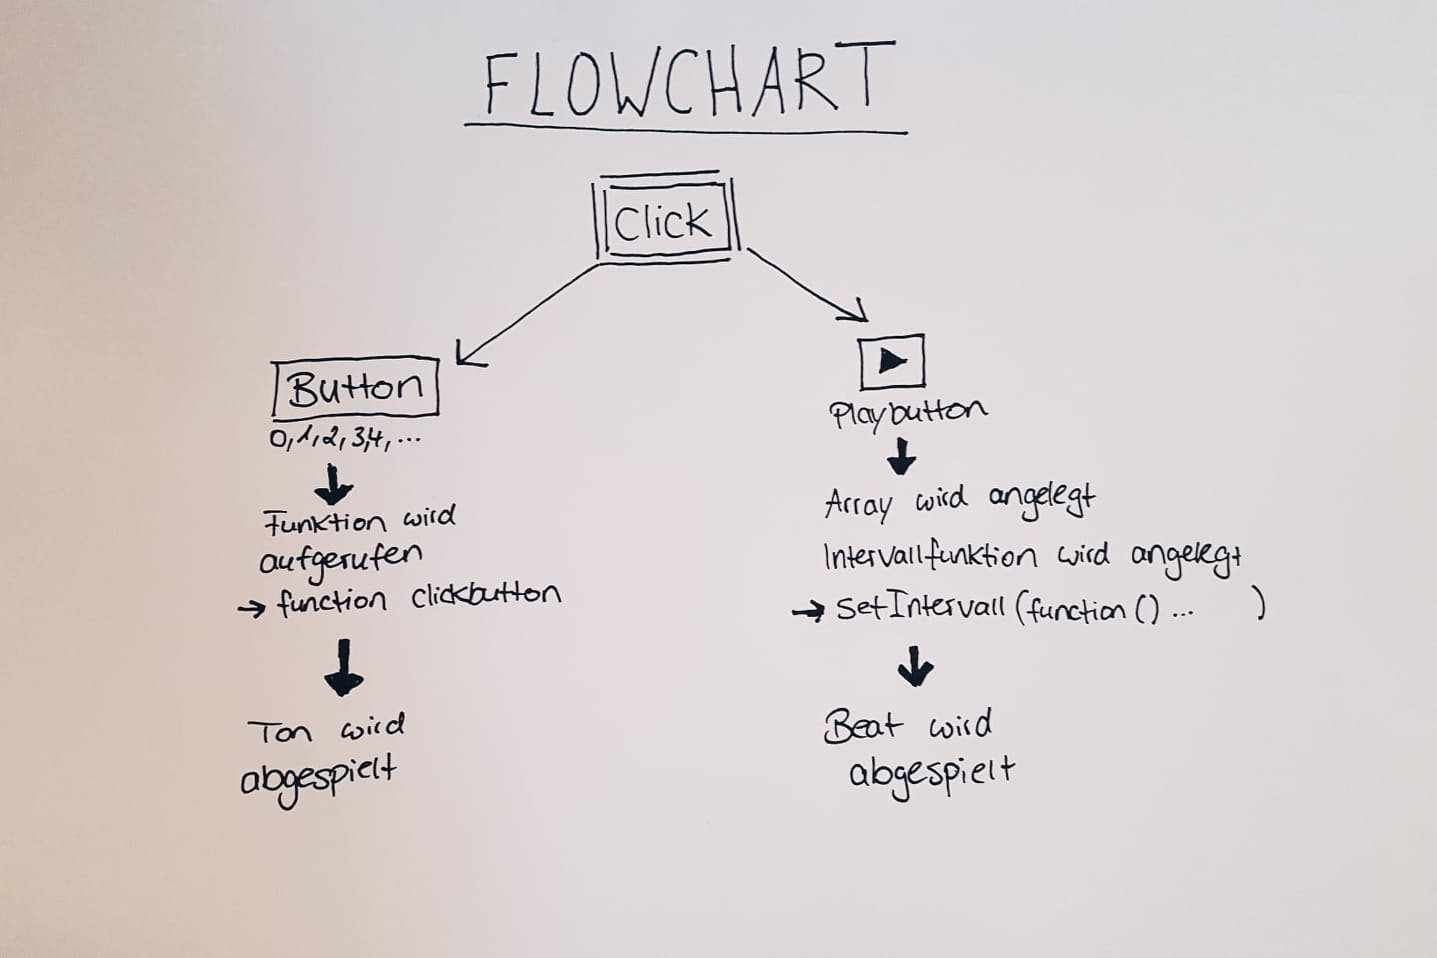 FLOWCHART
Click
Button
0, 1, 2, 3, 4, ...
Funktion wird
aufgerufen
→ function clickbutton
Ton wird
abgespielt
Playbutton
Array wird angelegt
Intervallfunktion wird angelegt
→ SetIntervall (function () ... )
Beat wird
abgespielt